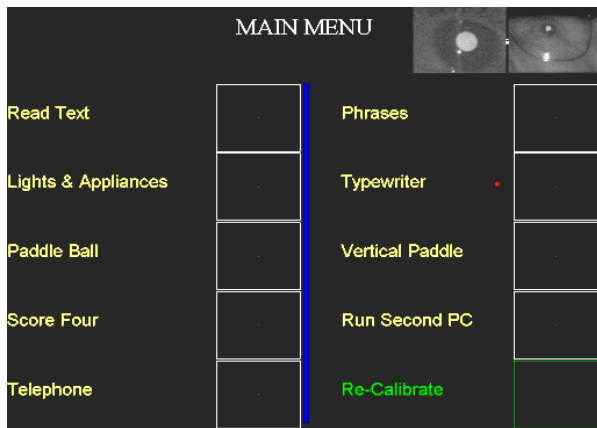 MAIN MENU
Read Text
Phrases
Lights & Appliances
Typewriter
Paddle Ball
Vertical Paddle
Score Four
Run Second PC
Telephone
Re-Calibrate